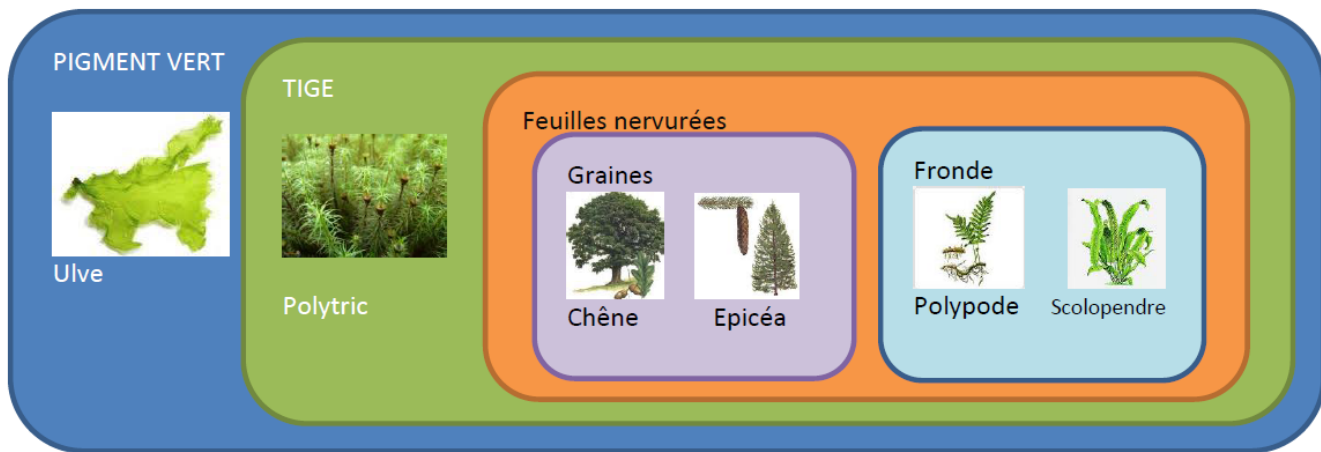 PIGMENT VERT
Ulve
TIGE
Polytric
Feuilles nervurées
Graines
Chêne
Epicéa
Fronde
Polypode
Scolopendre